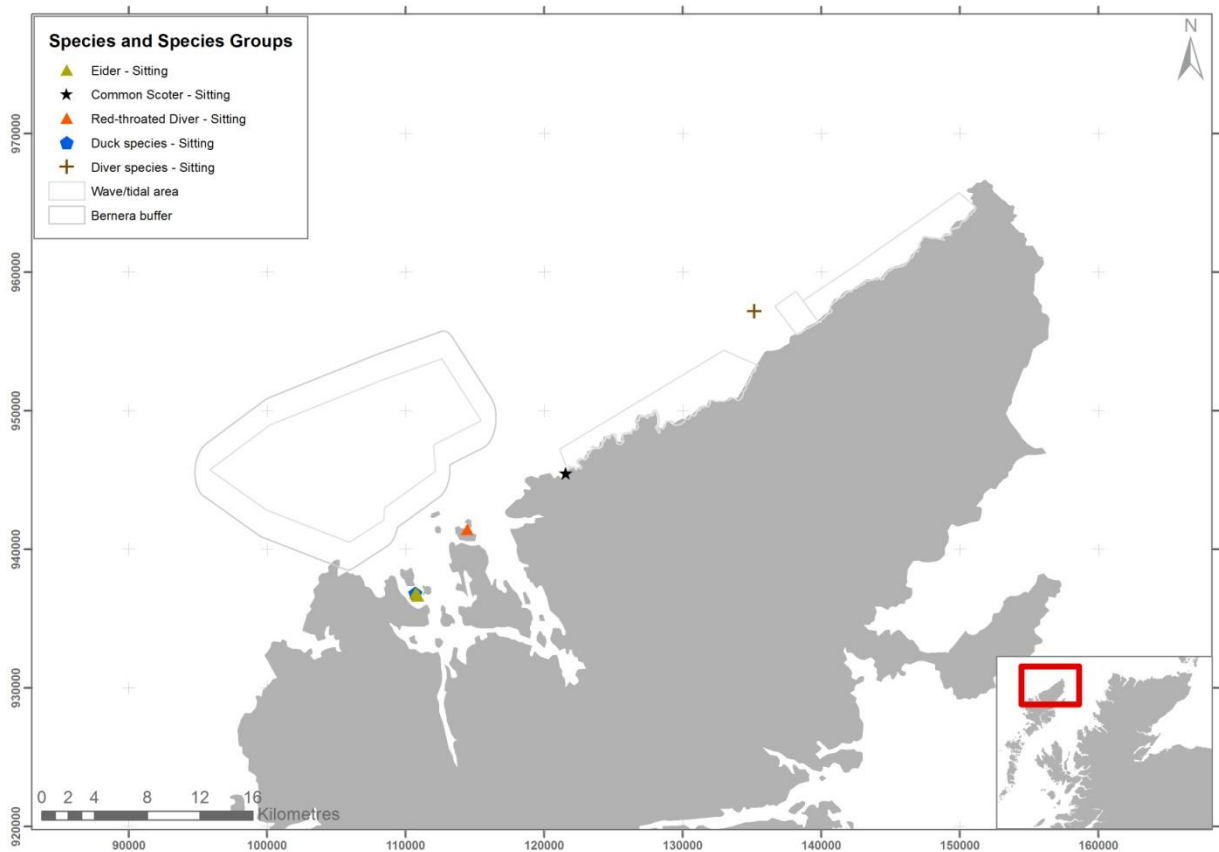 Species and Species Groups
Eider - Sitting
Common Scoter - Sitting
Red-throated Diver - Sitting
Duck species - Sitting
Diver species - Sitting
Wave/tidal area
Bernera buffer
N
970000
960000
950000
940000
930000
920000
0 2 4 8 12 16
Kilometres
90000 100000 110000 120000 130000 140000 150000 160000